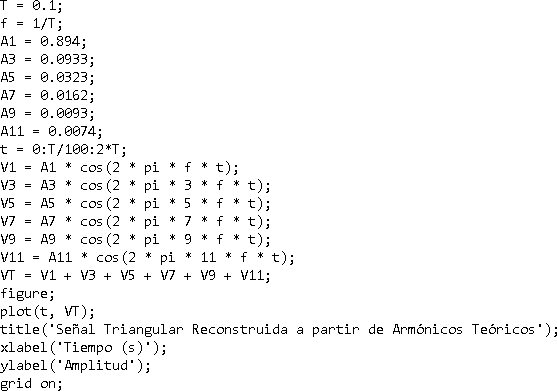 T = 0.1;
f = 1/T;
A1 = 0.894;
A3 = 0.0933;
A5 = 0.0323;
A7 = 0.0162;
A9 = 0.0093;
A11 = 0.0074;
t = 0:T/100:2*T;
V1 = A1 * cos(2 * pi * f * t);
V3 = A3 * cos(2 * pi * 3 * f * t);
V5 = A5 * cos(2 * pi * 5 * f * t);
V7 = A7 * cos(2 * pi * 7 * f * t);
V9 = A9 * cos(2 * pi * 9 * f * t);
V11 = A11 * cos(2 * pi * 11 * f * t);
VT = V1 + V3 + V5 + V7 + V9 + V11;
figure;
plot(t, VT);
title('Señal Triangular Reconstruida a partir de Armónicos Teóricos');
xlabel('Tiempo (s)');
ylabel('Amplitud');
grid on;